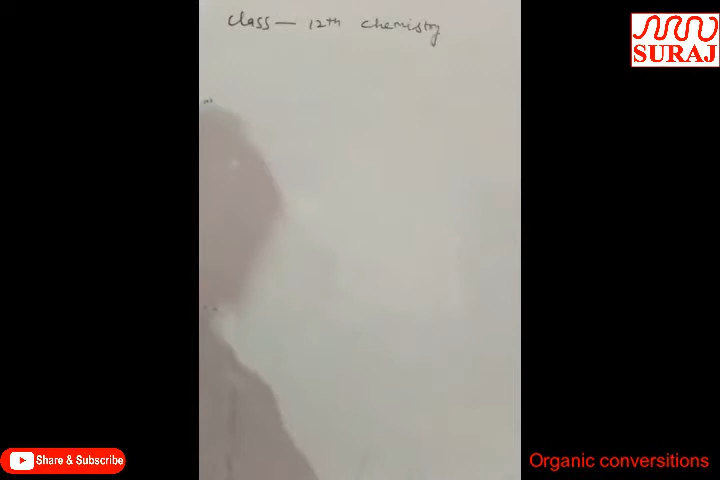 class — 12th chemistry
SURAJ
Share & Subscribe
Organic conversitions